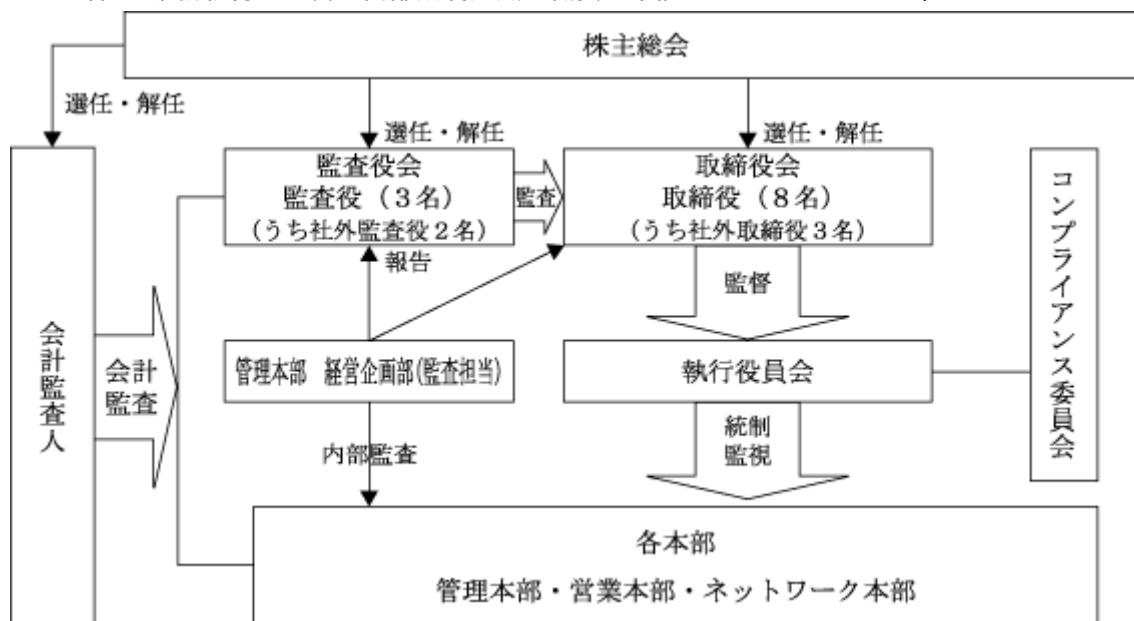 株主総会
選任・解任
選任・解任
選任・解任
監査役会
監査役（３名）
(うち社外監査役２名)
監査
取締役会
取締役（８名）
(うち社外取締役３名)
コンプライアンス委員会
報告
監督
会計監査人
会計
監査
管理本部　経営企画部(監査担当)
執行役員会
内部監査
統制
監視
各本部
管理本部・営業本部・ネットワーク本部